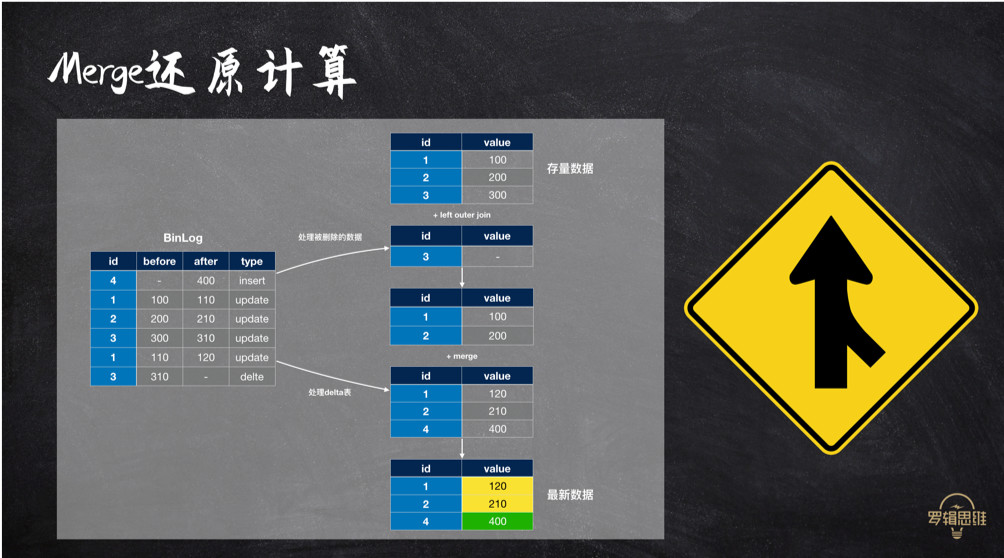 Merge还原计算
id value
1 100
2 200
3 300
存量数据
+ left outer join
BinLog
id before after type
4 - 400 insert
1 100 110 update
2 200 210 update
3 300 310 update
1 110 120 update
3 310 - delte
处理被删除的数据
id value
3 -
id value
1 100
2 200
+ merge
处理delta表
id value
1 120
2 210
4 400
id value
1 120
2 210
4 400
最新数据
罗辑思维